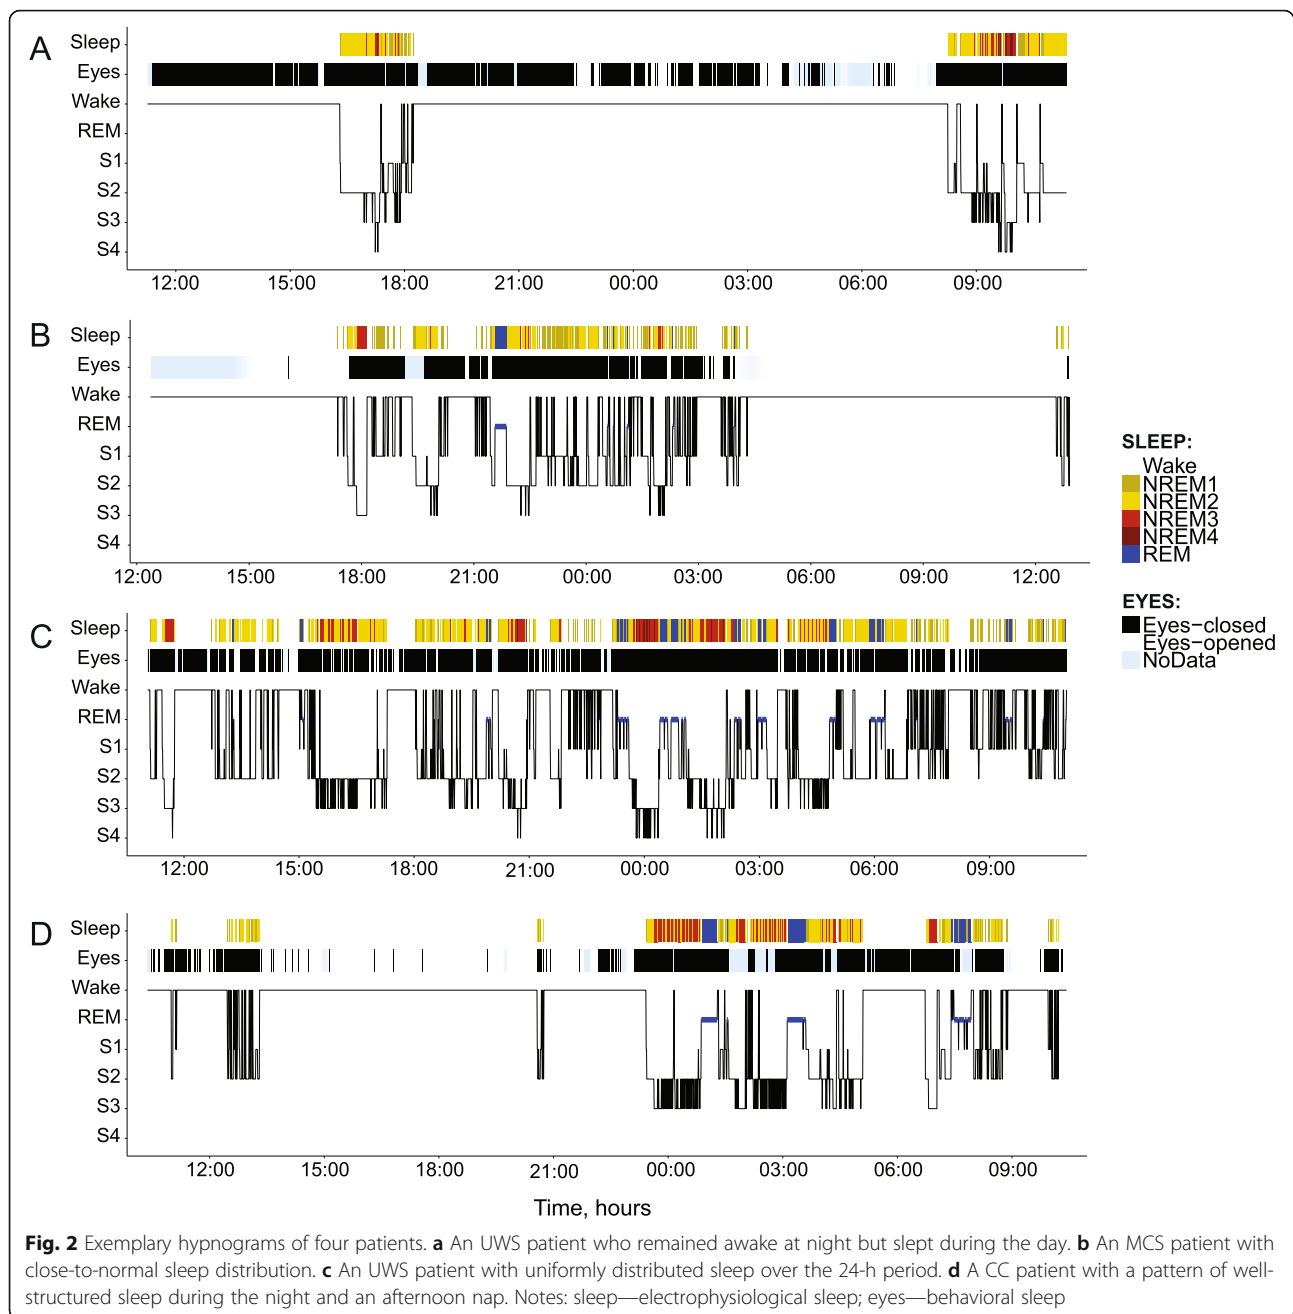 A
Sleep
Eyes
Wake
REM
S1
S2
S3
S4
12:00 15:00 18:00 21:00 00:00 03:00 06:00 09:00
B
Sleep
Eyes
Wake
REM
S1
S2
S3
S4
12:00 15:00 18:00 21:00 00:00 03:00 06:00 09:00 12:00
SLEEP:
Wake
NREM1
NREM2
NREM3
NREM4
REM
EYES:
Eyes-closed
Eyes-opened
NoData
C
Sleep
Eyes
Wake
REM
S1
S2
S3
S4
12:00 15:00 18:00 21:00 00:00 03:00 06:00 09:00
D
Sleep
Eyes
Wake
REM
S1
S2
S3
S4
12:00 15:00 18:00 21:00 00:00 03:00 06:00 09:00
Time, hours
Fig. 2 Exemplary hypnograms of four patients. a An UWS patient who remained awake at night but slept during the day. b An MCS patient with
close-to-normal sleep distribution. c An UWS patient with uniformly distributed sleep over the 24-h period. d A CC patient with a pattern of well-
structured sleep during the night and an afternoon nap. Notes: sleep—electrophysiological sleep; eyes—behavioral sleep